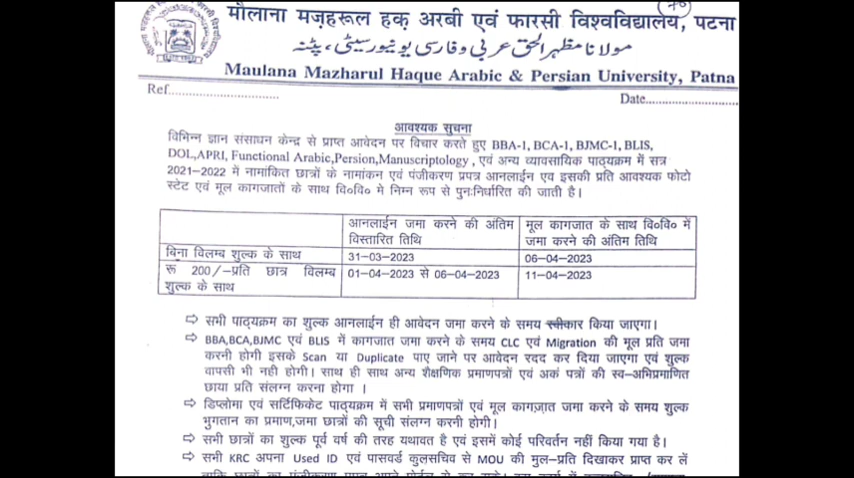 (70)
मौलाना मज़हरूल हक़ अरबी एवं फारसी विश्वविद्यालय, पटना
مولانا مظہر الحق عربی و فارسی یونیورسیٹی، پٹنہ
Maulana Mazharul Haque Arabic & Persian University, Patna
Ref..............................
Date.........................
आवश्यक सूचना
विभिन्न ज्ञान संसाधन केन्द्र से प्राप्त आवेदन पर विचार करते हुए BBA-1, BCA-1, BJMC-1, BLIS,
DOL,APRI, Functional Arabic,Persion,Manuscriptology , एवं अन्य व्यावसायिक पाठ्यक्रम में सत्र
2021-2022 में नामांकित छात्रों के नामांकन एवं पंजीकरण प्रपत्र आनलाईन एव इसकी प्रति आवश्यक फोटो
स्टेट एवं मूल कागजातों के साथ वि०वि० मे निम्न रूप से पुनःनिर्धारित की जाती है।
आनलाईन जमा करने की अंतिम विस्तारित तिथि
मूल कागजात के साथ वि०वि० में जमा करने की अंतिम तिथि
बिना विलम्ब शुल्क के साथ 31-03-2023 06-04-2023
रू 200/-प्रति छात्र विलम्ब शुल्क के साथ 01-04-2023 से 06-04-2023 11-04-2023
⇨ सभी पाठ्यक्रम का शुल्क आनलाईन ही आवेदन जमा करने के समय स्वीकार किया जाएगा।
⇨ BBA,BCA,BJMC एवं BLIS में कागजात जमा करने के समय CLC एवं Migration की मूल प्रति जमा
करनी होगी इसके Scan या Duplicate पाए जाने पर आवेदन रदद कर दिया जाएगा एवं शुल्क
वापसी भी नही होगी। साथ ही साथ अन्य शैक्षणिक प्रमाणपत्रों एवं अकं पत्रों की स्व-अभिप्रमाणित
छाया प्रति संलग्न करना होगा ।
⇨ डिप्लोमा एवं सर्टिफिकेट पाठ्यक्रम में सभी प्रमाणपत्रों एवं मूल कागज़ात जमा करने के समय शुल्क
भुगतान का प्रमाण,जमा छात्रों की सूची संलग्न करनी होगी।
⇨ सभी छात्रों का शुल्क पूर्व वर्ष की तरह यथावत है एवं इसमें कोई परिवर्तन नहीं किया गया है।
⇨ सभी KRC अपना Used ID एवं पासवर्ड कुलसचिव से MOU की मुल-प्रति दिखाकर प्राप्त कर लें